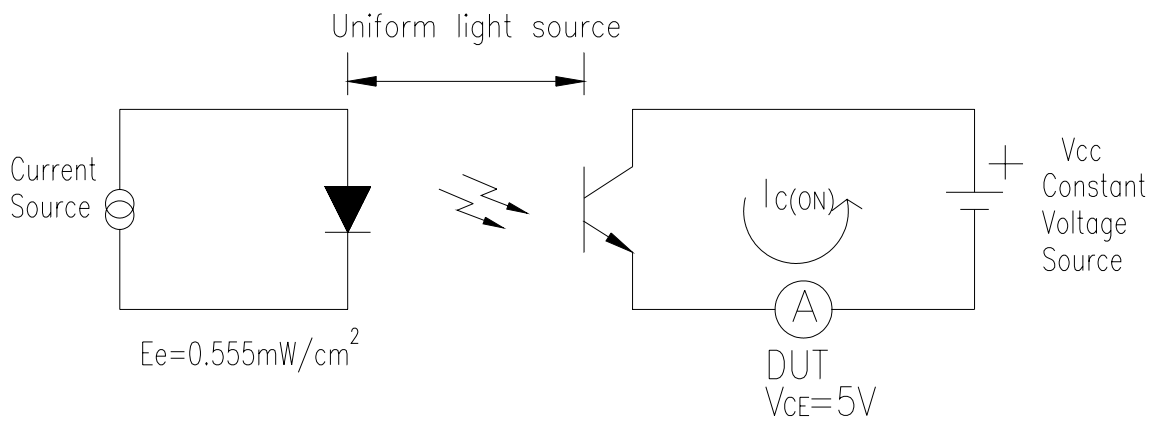 Uniform light source
Current
Source
Ee=0.555mW/cm²
IC(ON)
A
DUT
VCE=5V
+
Vcc
Constant
Voltage
Source